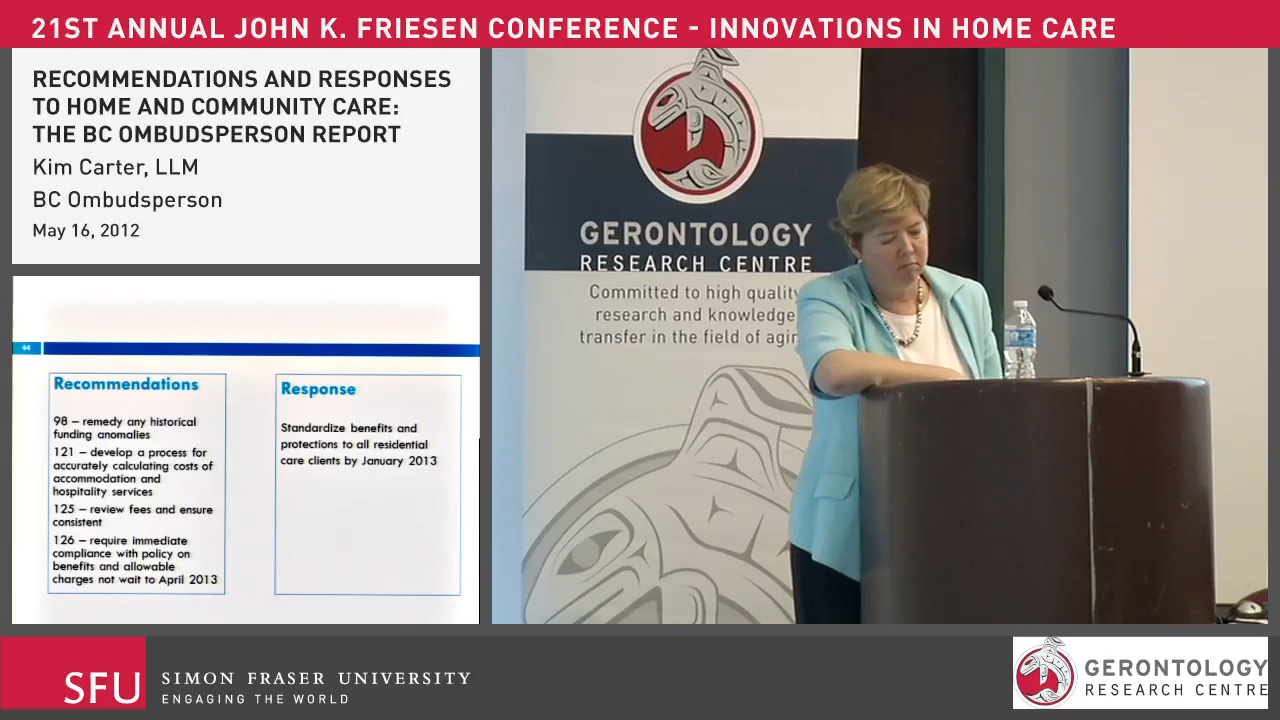 21ST ANNUAL JOHN K. FRIESEN CONFERENCE - INNOVATIONS IN HOME CARE
RECOMMENDATIONS AND RESPONSES
TO HOME AND COMMUNITY CARE:
THE BC OMBUDSPERSON REPORT
Kim Carter, LLM
BC Ombudsperson
May 16, 2012
44
Recommendations
98 – remedy any historical
funding anomalies
121 – develop a process for
accurately calculating costs of
accommodation and
hospitality services
125 – review fees and ensure
consistent
126 – require immediate
compliance with policy on
benefits and allowable
charges not wait to April 2013
Response
Standardize benefits and
protections to all residential
care clients by January 2013
GERONTOLOGY
RESEARCH CENTRE
Committed to high quality
research and knowledge
transfer in the field of agin
SFU
SIMON FRASER UNIVERSITY
ENGAGING THE WORLD
GERONTOLOGY
RESEARCH CENTRE